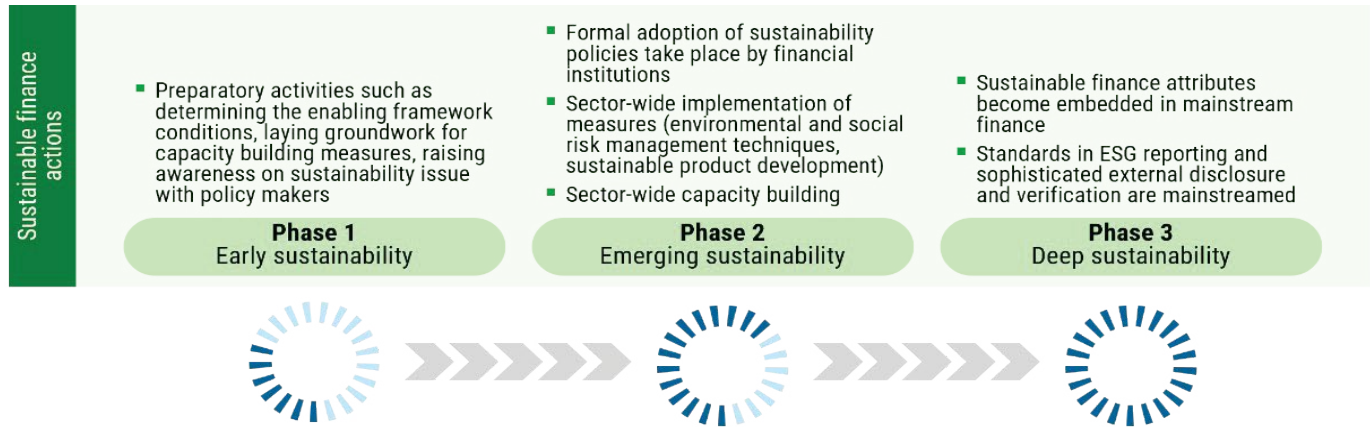 Sustainable finance
actions
▪ Preparatory activities such as
determining the enabling framework
conditions, laying groundwork for
capacity building measures, raising
awareness on sustainability issue
with policy makers
Phase 1
Early sustainability
▪ Formal adoption of sustainability
policies take place by financial
institutions
▪ Sector-wide implementation of
measures (environmental and social
risk management techniques,
sustainable product development)
▪ Sector-wide capacity building
Phase 2
Emerging sustainability
▪ Sustainable finance attributes
become embedded in mainstream
finance
▪ Standards in ESG reporting and
sophisticated external disclosure
and verification are mainstreamed
Phase 3
Deep sustainability